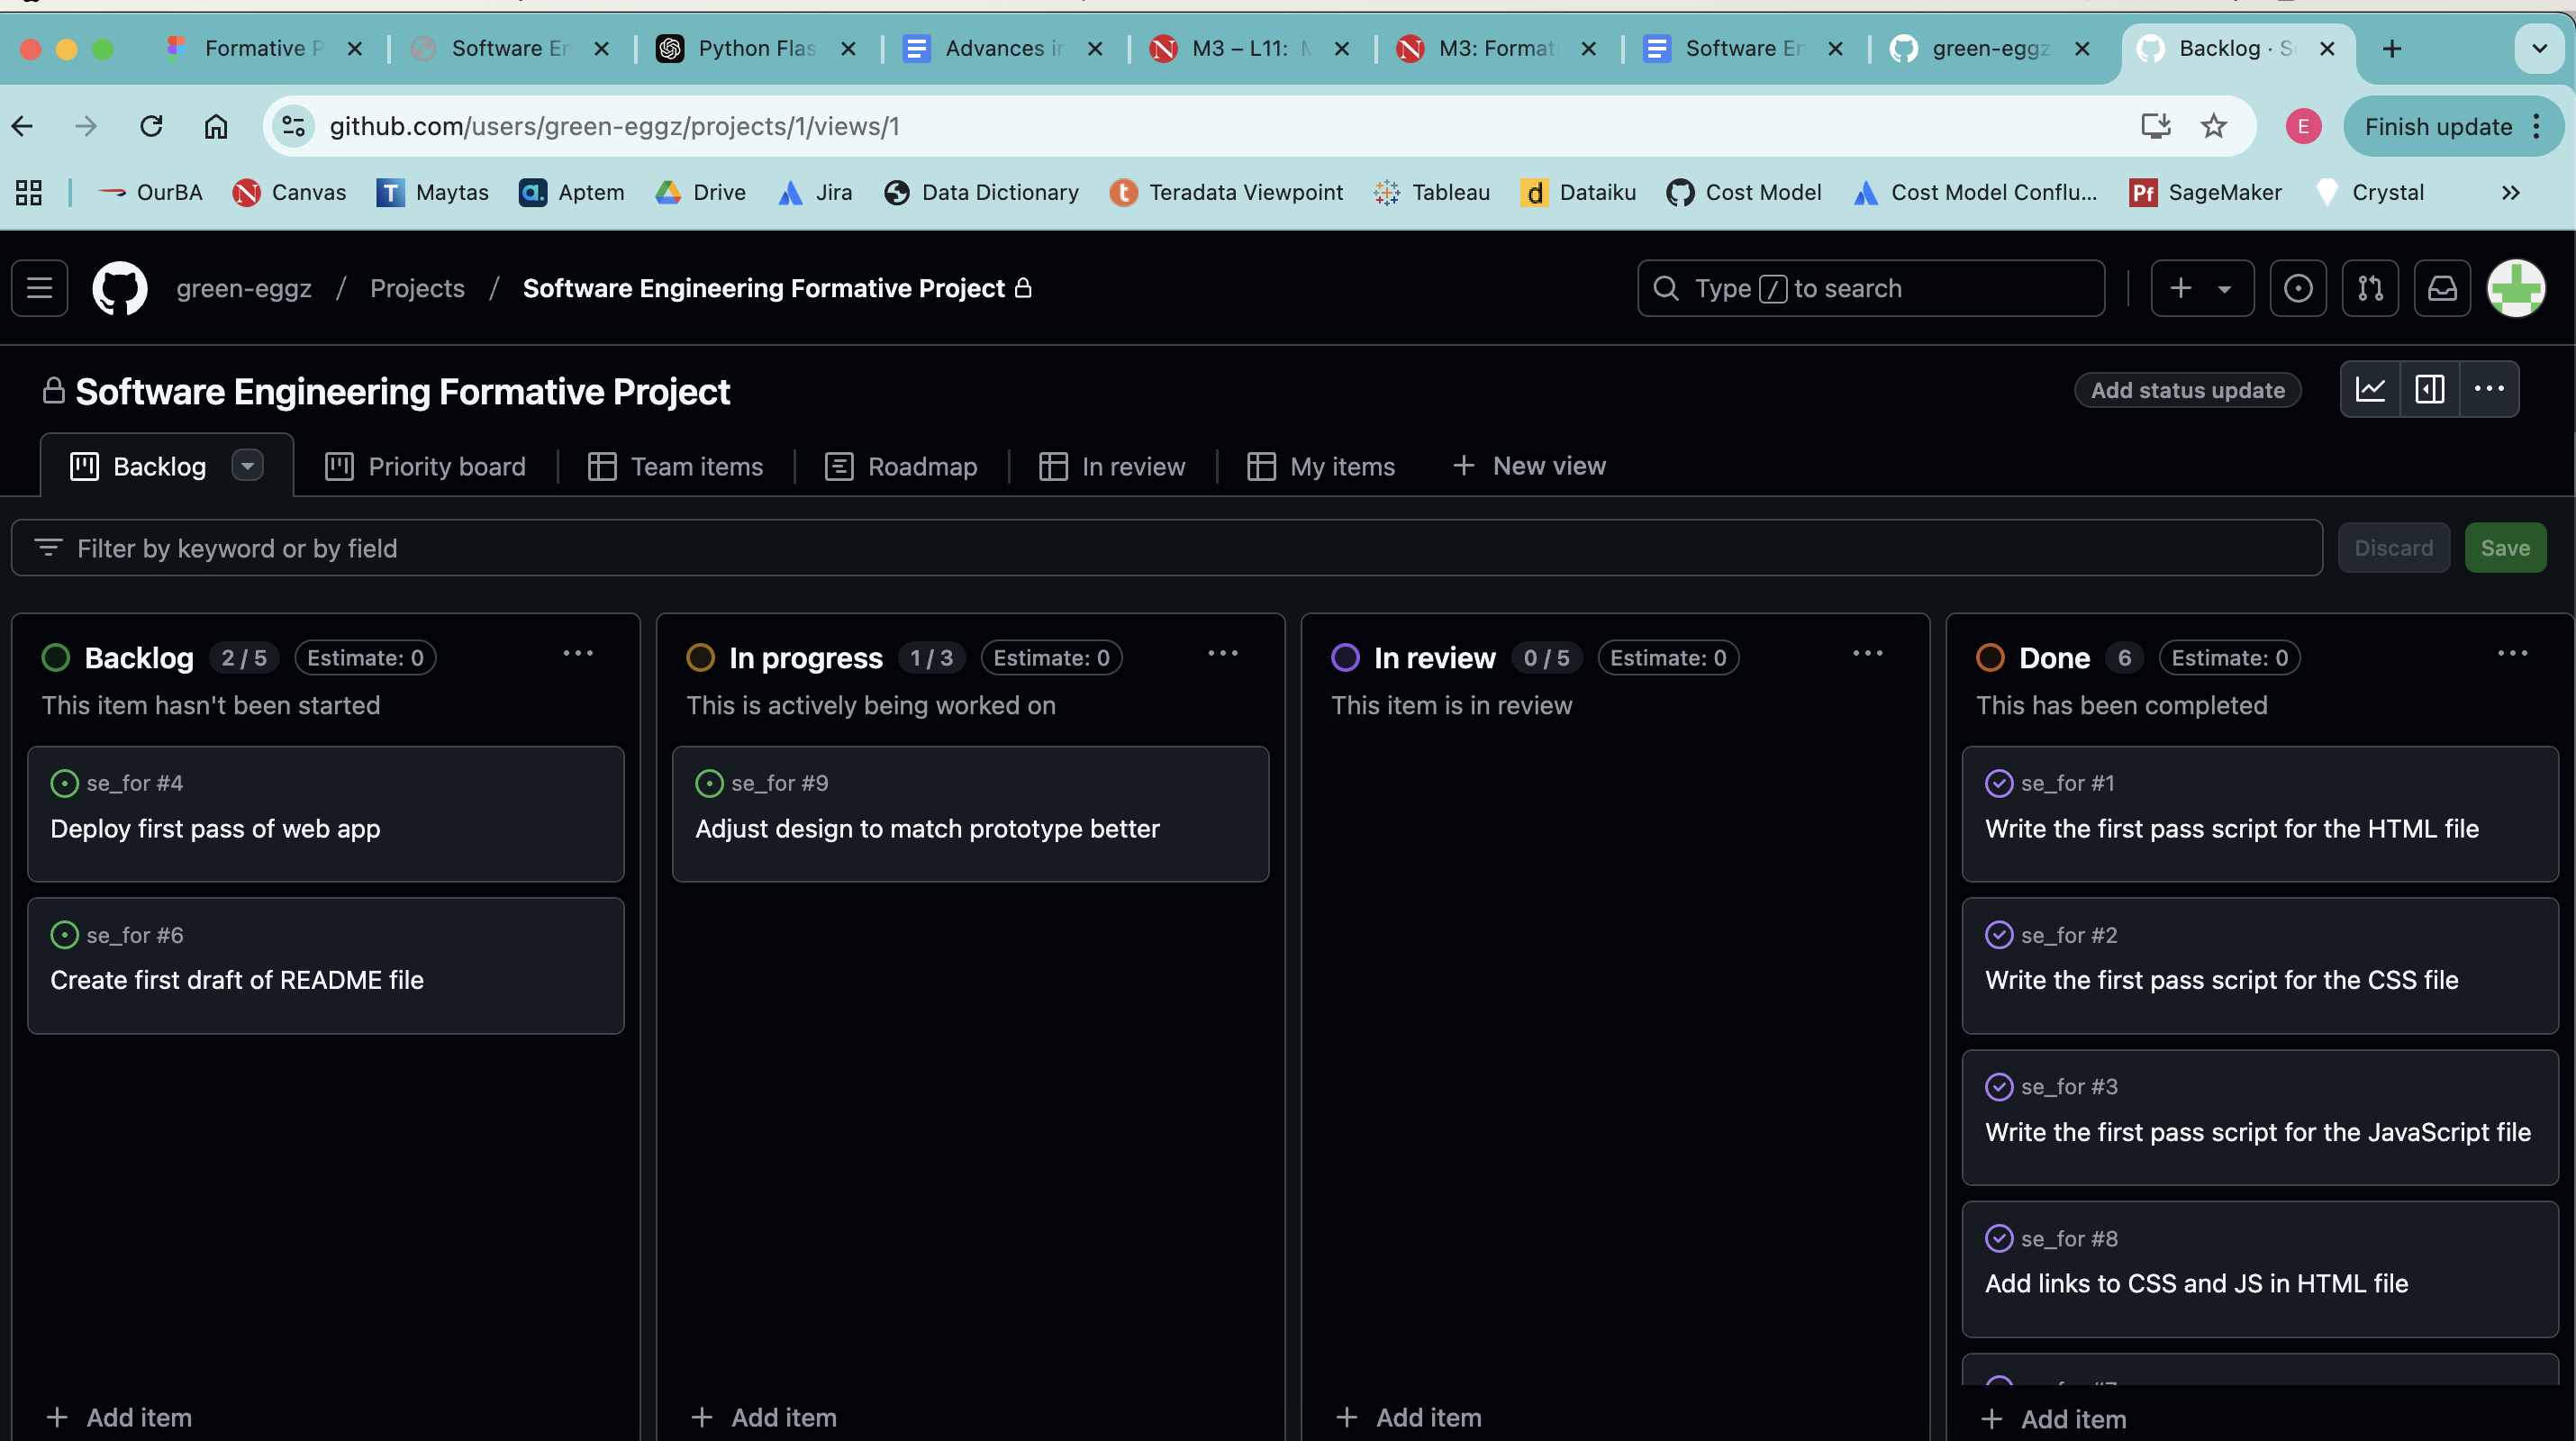 Formative P
Software En
Python Flas
Advances in
M3 – L11: M
M3: Format
Software En
green-eggz
Backlog · S
github.com/users/green-eggz/projects/1/views/1
E
Finish update
OurBA
Canvas
Maytas
Aptem
Drive
Jira
Data Dictionary
Teradata Viewpoint
Tableau
Dataiku
Cost Model
Cost Model Conflu...
SageMaker
Crystal
green-eggz / Projects / Software Engineering Formative Project
Type / to search
Software Engineering Formative Project
Add status update
Backlog
Priority board
Team items
Roadmap
In review
My items
New view
Filter by keyword or by field
Discard
Save
Backlog 2 / 5 Estimate: 0
This item hasn't been started
se_for #4
Deploy first pass of web app
se_for #6
Create first draft of README file
Add item
In progress 1 / 3 Estimate: 0
This is actively being worked on
se_for #9
Adjust design to match prototype better
Add item
In review 0 / 5 Estimate: 0
This item is in review
Add item
Done 6 Estimate: 0
This has been completed
se_for #1
Write the first pass script for the HTML file
se_for #2
Write the first pass script for the CSS file
se_for #3
Write the first pass script for the JavaScript file
se_for #8
Add links to CSS and JS in HTML file
Add item